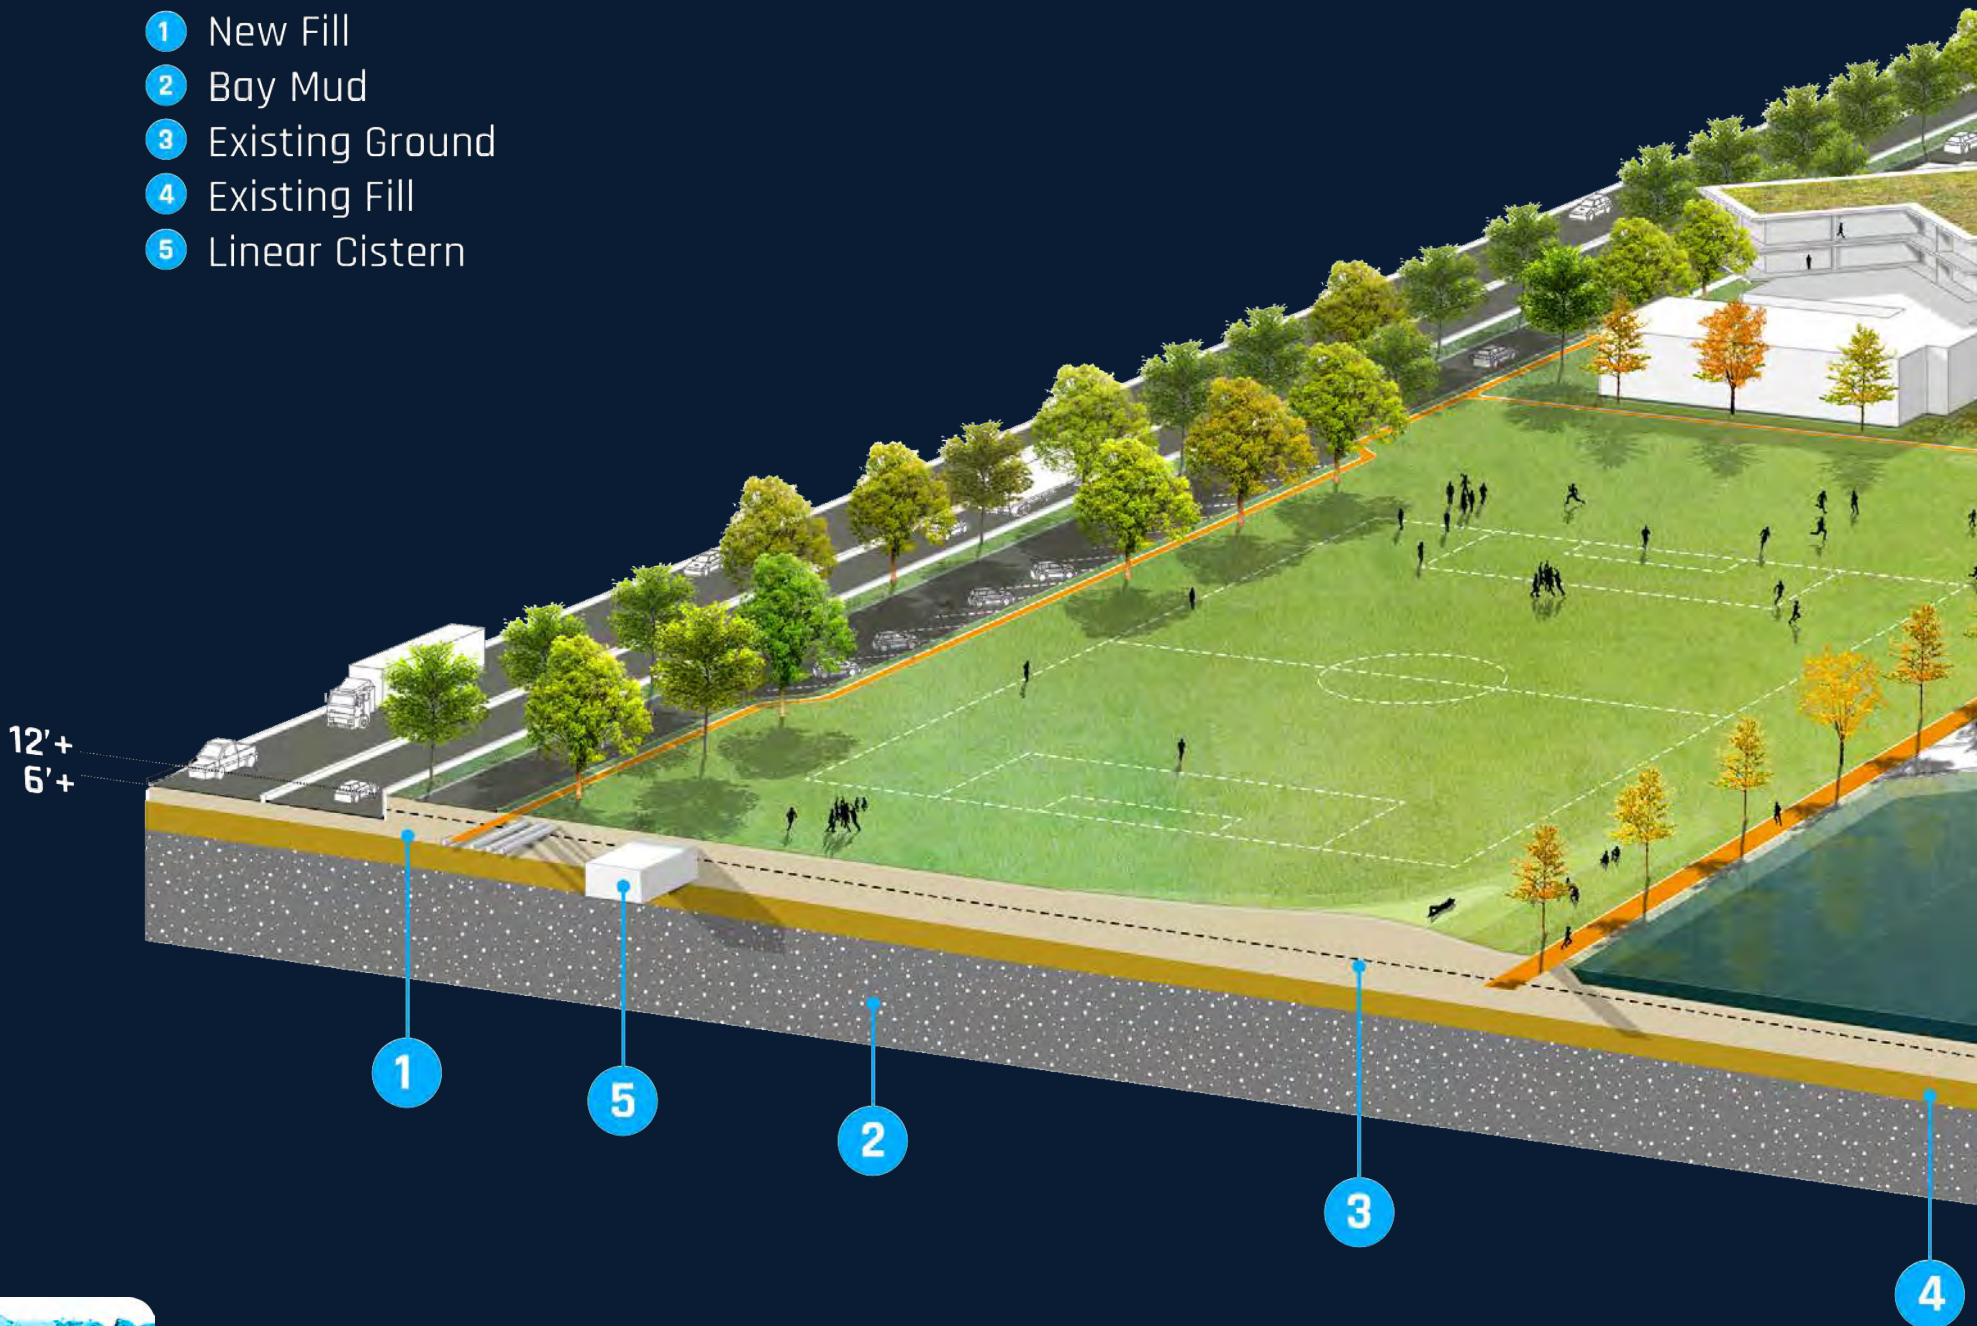 1 New Fill
2 Bay Mud
3 Existing Ground
4 Existing Fill
5 Linear Cistern
12'+
6'+
1
5
2
3
4